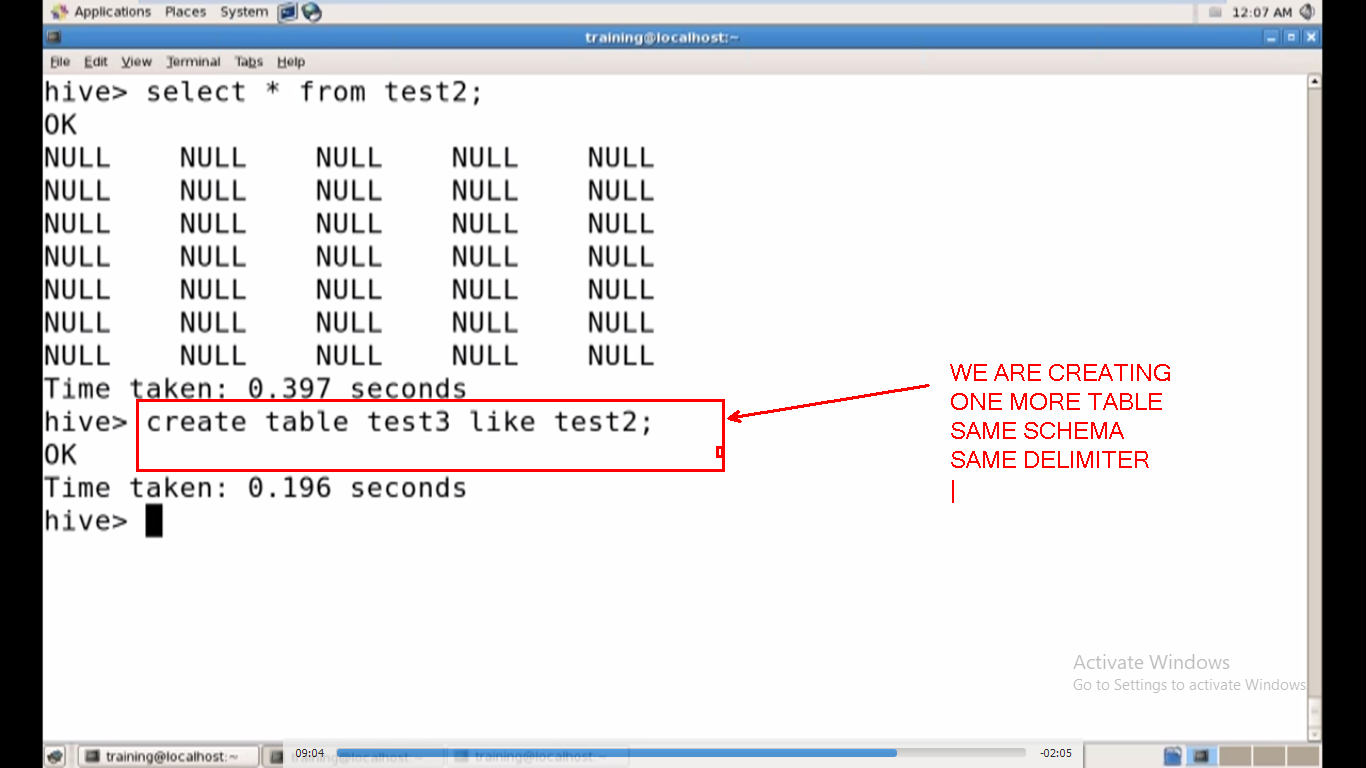 Applications Places System 12:07 AM
training@localhost:~
File Edit View Terminal Tabs Help
hive> select * from test2;
OK
NULL NULL NULL NULL NULL
NULL NULL NULL NULL NULL
NULL NULL NULL NULL NULL
NULL NULL NULL NULL NULL
NULL NULL NULL NULL NULL
NULL NULL NULL NULL NULL
NULL NULL NULL NULL NULL
Time taken: 0.397 seconds
hive> create table test3 like test2;
OK
Time taken: 0.196 seconds
hive>
WE ARE CREATING
ONE MORE TABLE
SAME SCHEMA
SAME DELIMITER
Activate Windows
Go to Settings to activate Windows
training@localhost:~ training@localhost:~ training@localhost:~
09:04 -02:05